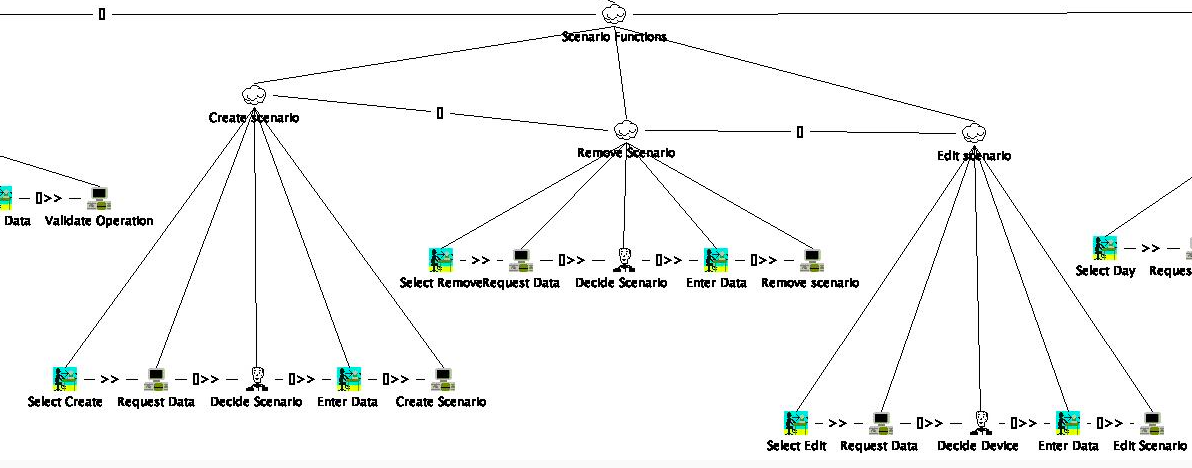 []
Scenario Functions
Create scenario
[]
Remove Scenario
[]
Edit scenario
[]>>
Data Validate Operation
>> []>> []>> []>>
Select Remove Request Data Decide Scenario Enter Data Remove scenario
>>
Select Day Reques
>> []>> []>> []>>
Select Create Request Data Decide Scenario Enter Data Create Scenario
>> []>> []>> []>>
Select Edit Request Data Decide Device Enter Data Edit Scenario